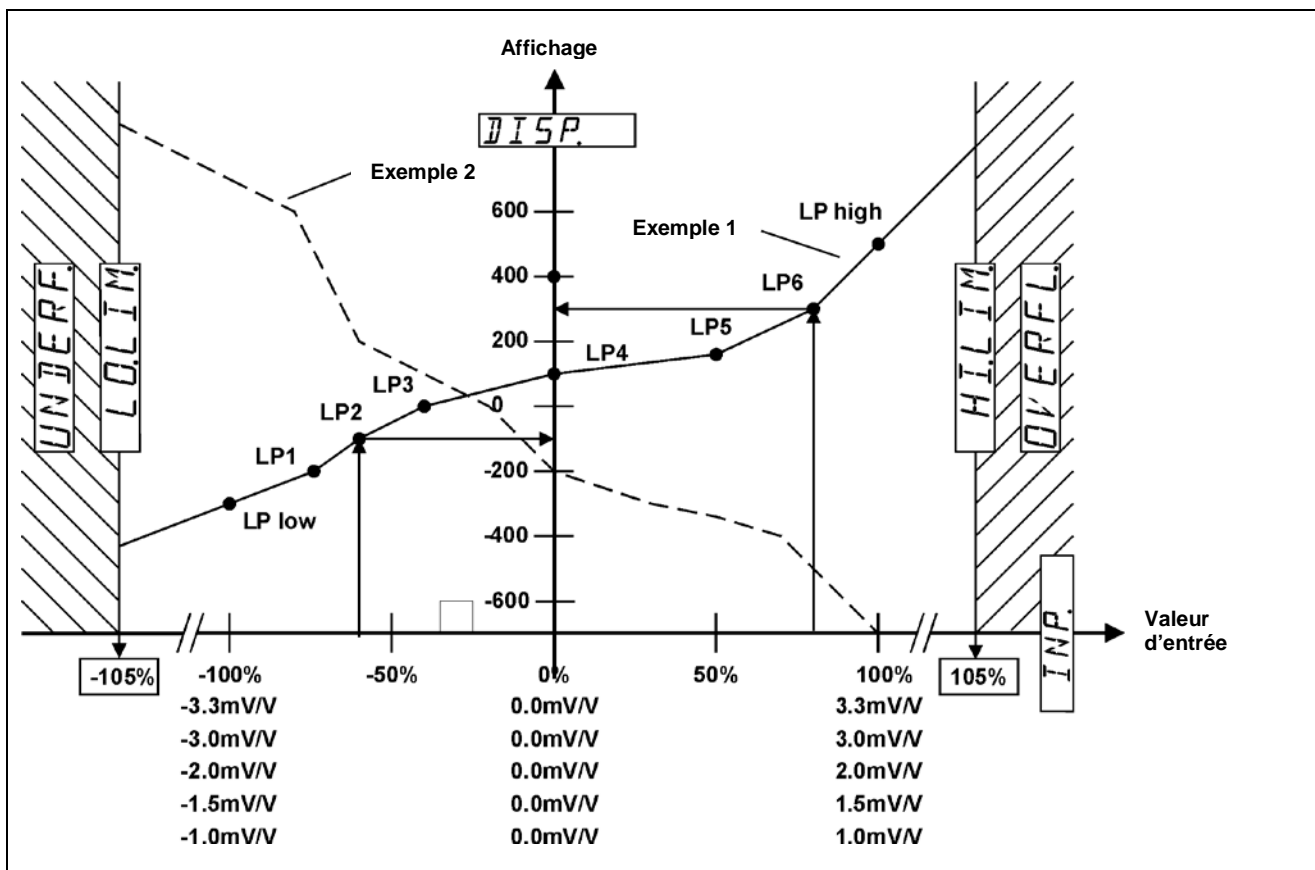 Affichage
DISP.
Exemple 2
LP high
600
Exemple 1
UNDERF.
LO.LIM.
400
LP6
HI.LIM.
OVERFL.
LP5
200
LP4
LP3
0
LP2
LP1
-200
LP low
-400
-600
INP.
Valeur
d'entrée
-105%
-100%
-50%
0%
50%
100%
105%
-3.3mV/V 0.0mV/V 3.3mV/V
-3.0mV/V 0.0mV/V 3.0mV/V
-2.0mV/V 0.0mV/V 2.0mV/V
-1.5mV/V 0.0mV/V 1.5mV/V
-1.0mV/V 0.0mV/V 1.0mV/V